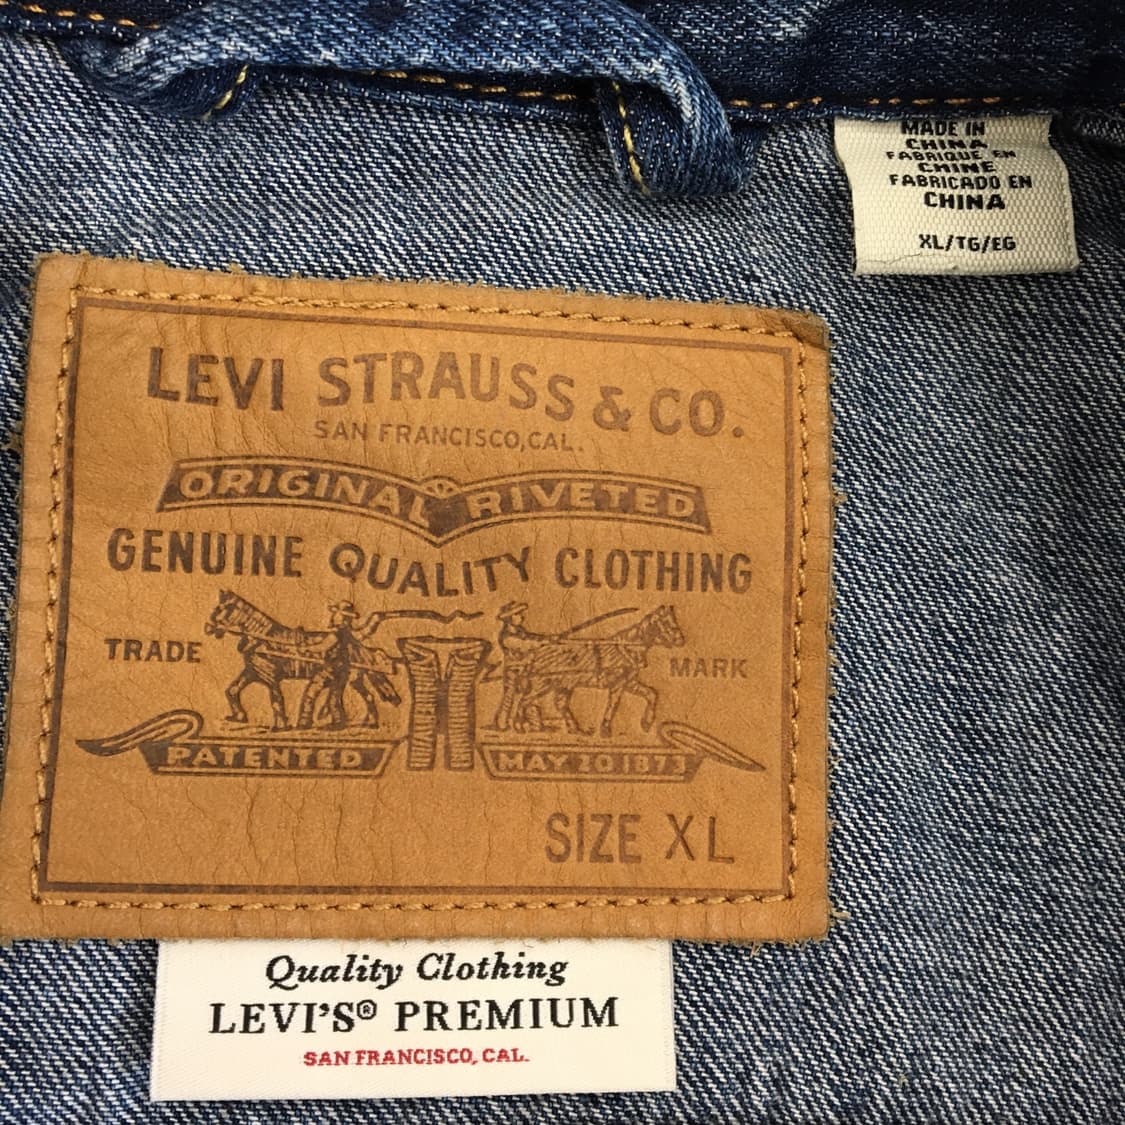 MADE IN
CHINA
FABRIQUE EN
CHINE
FABRICADO EN
CHINA
XL/TG/EG
LEVI STRAUSS & CO.
SAN FRANCISCO, CAL.
ORIGINAL RIVETED
GENUINE QUALITY CLOTHING
TRADE MARK
PATENTED MAY 20 1873
SIZE XL
Quality Clothing
LEVI'S® PREMIUM
SAN FRANCISCO, CAL.